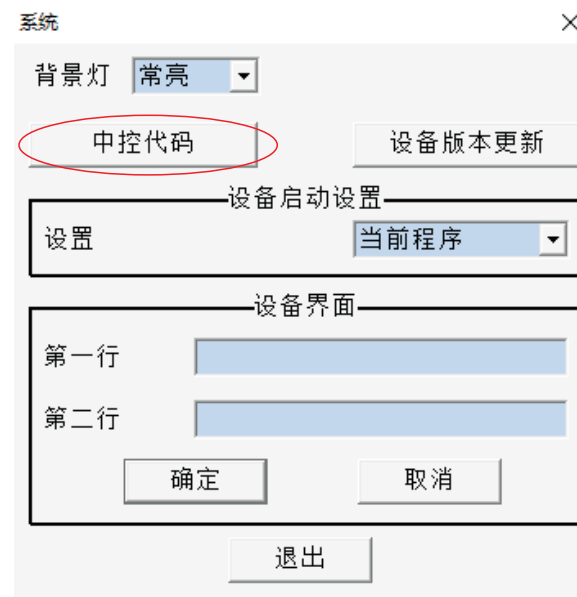 系统
背景灯 常亮
中控代码 设备版本更新
设备启动设置
设置 当前程序
设备界面
第一行
第二行
确定 取消
退出